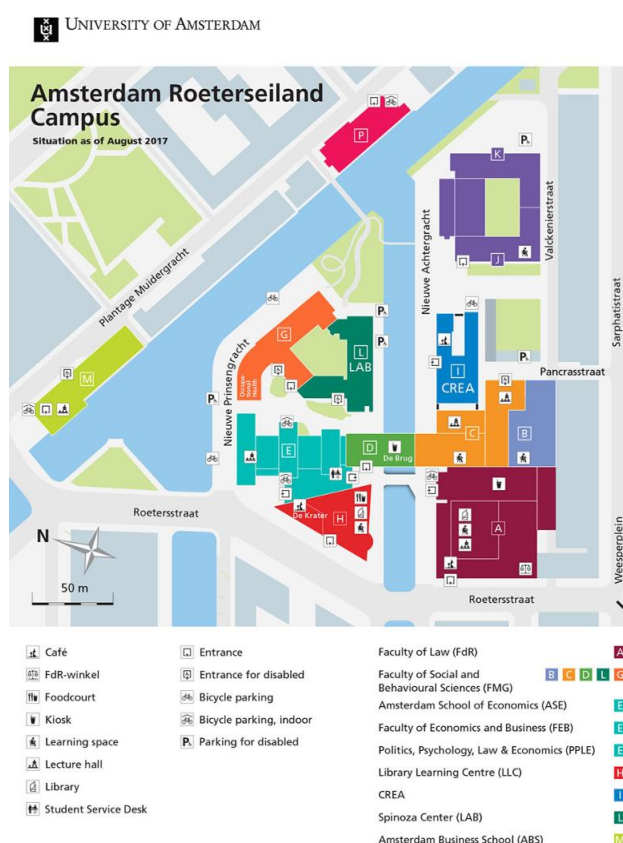 UNIVERSITY OF AMSTERDAM
Amsterdam Roeterseiland
Campus
Situation as of August 2017
P
K
J
Valckenierstraat
Sarphatistraat
Nieuwe Achtergracht
Plantage Muidergracht
G
L
LAB
I
CREA
Pancrasstraat
M
Nieuwe Prinsengracht
E
D
De Brug
C
B
Roetersstraat
De Krater
H
A
N
50 m
Weesperplein
Roetersstraat
Café
FdR-winkel
Foodcourt
Kiosk
Learning space
Lecture hall
Library
Student Service Desk
Entrance
Entrance for disabled
Bicycle parking
Bicycle parking, indoor
Parking for disabled
Faculty of Law (FdR) A
Faculty of Social and B C D L G
Behavioural Sciences (FMG)
Amsterdam School of Economics (ASE) E
Faculty of Economics and Business (FEB) E
Politics, Psychology, Law & Economics (PPLE) E
Library Learning Centre (LLC) H
CREA I
Spinoza Center (LAB) L
Amsterdam Business School (ABS) M